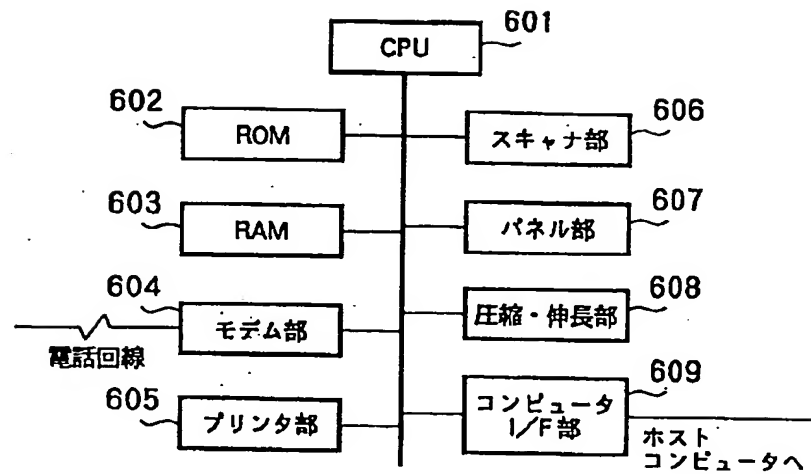 601
CPU
602
ROM
606
スキャナ部
603
RAM
607
パネル部
604
モデム部
電話回線
608
圧縮・伸長部
605
プリンタ部
609
コンピュータ
I/F部
ホスト
コンピュータへ